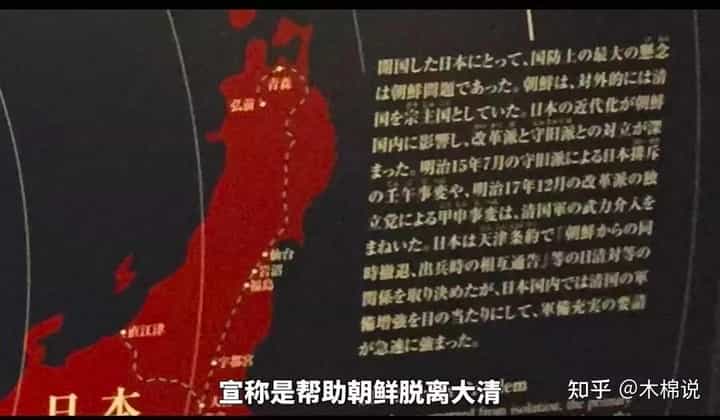 開国した日本にとって、国防上の最大の懸念
は朝鮮問題であった。朝鮮は、対外的には清
国を宗主国としていた。日本の近代化が朝鮮
国内に影響し、改革派と守旧派との対立が深
まった。明治15年7月の守旧派による日本排斥
の壬午事変や、明治17年12月の改革派の独
立党による甲申事変は、清国軍の武力介入を
まねいた。日本は天津条約で「朝鮮からの同
時撤退、出兵時の相互通告」等の日清対等の
関係を取り決めたが、日本国内では清国の軍
備増強を目の当たりにして、軍備充実の要請
が急速に強まった。
青森
弘前
仙台
岩沼
福島
直江津
宇都宮
日本
宣称是帮助朝鲜脱离大清
知乎 @木棉说